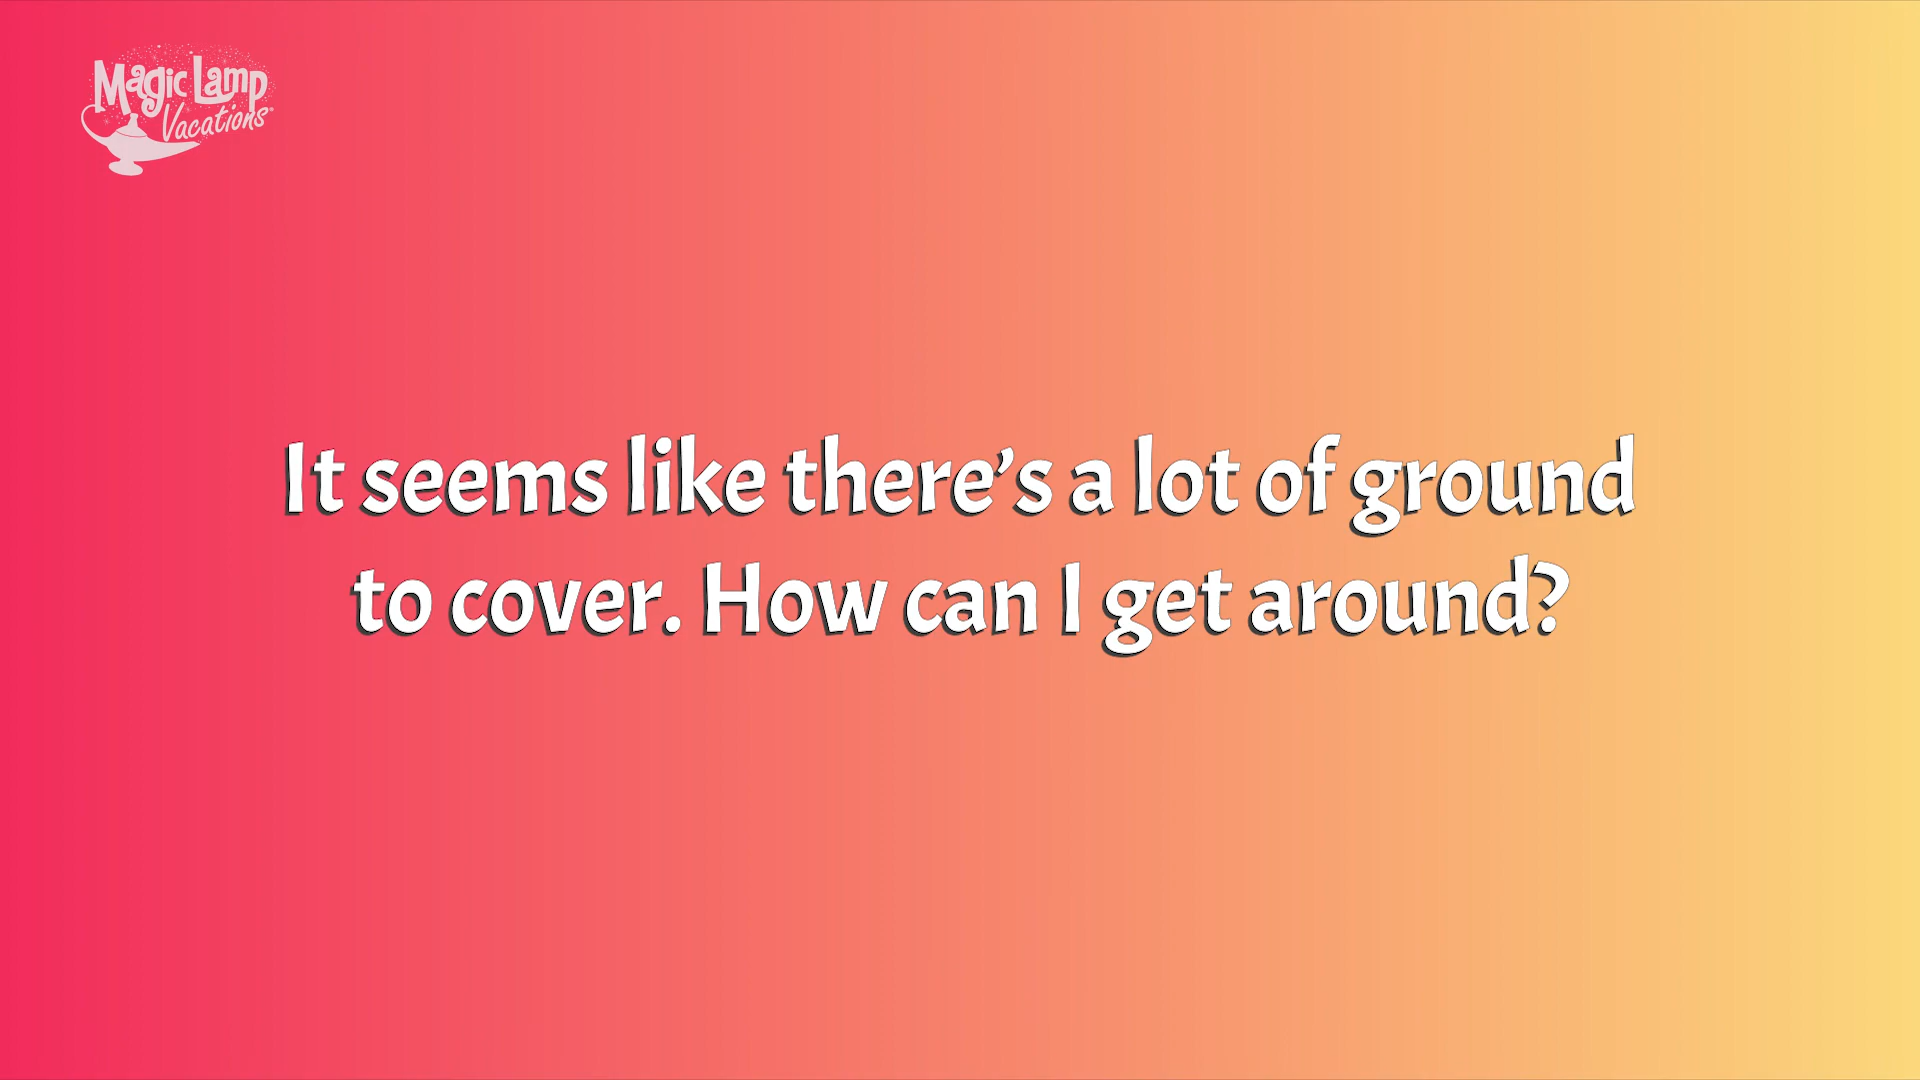 Magic Lamp
Vacations
It seems like there’s a lot of ground
to cover. How can I get around?